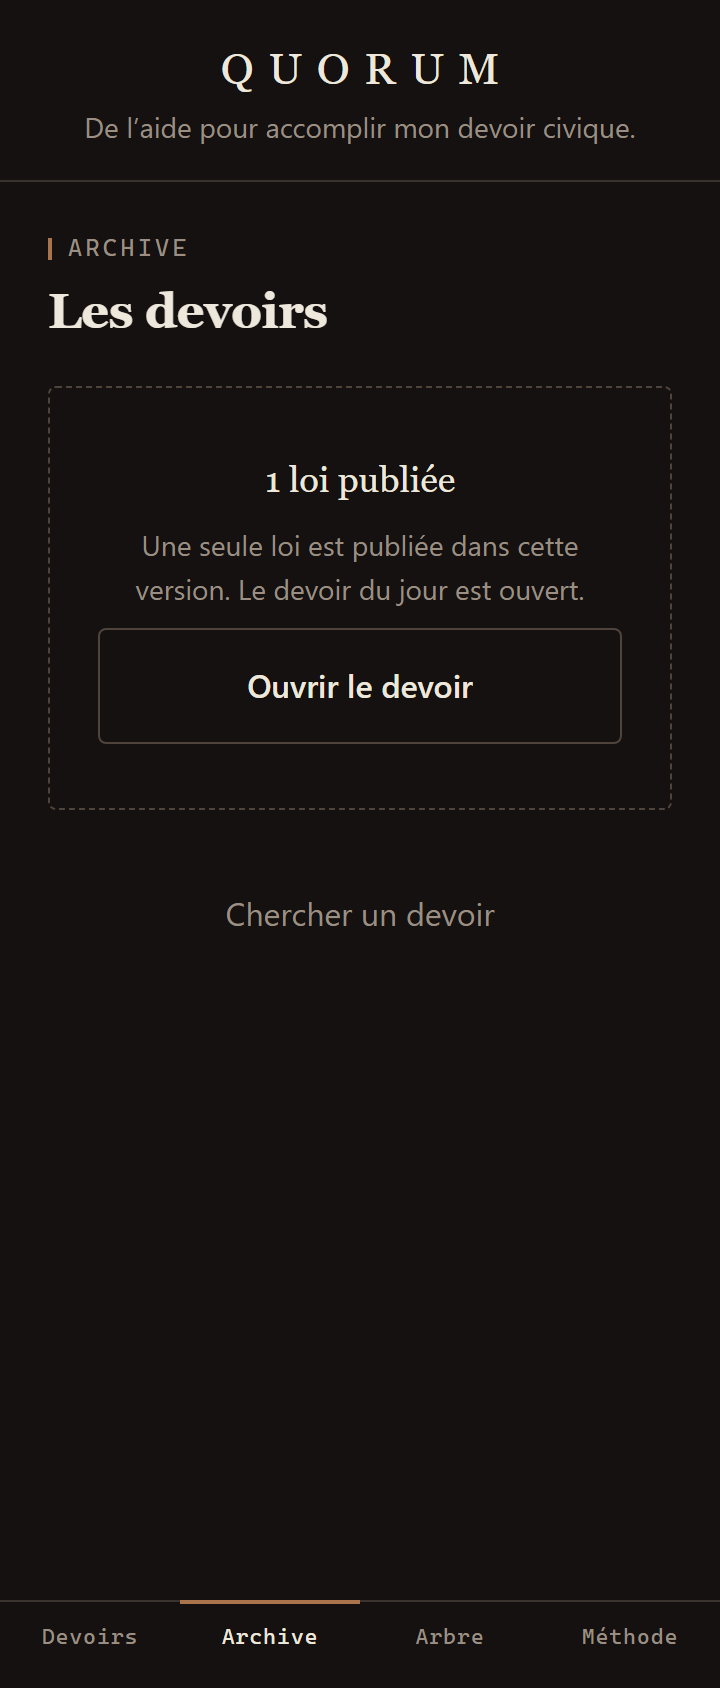 QUORUM
De l’aide pour accomplir mon devoir civique.
ARCHIVE
Les devoirs
1 loi publiée
Une seule loi est publiée dans cette
version. Le devoir du jour est ouvert.
Ouvrir le devoir
Chercher un devoir
Devoirs Archive Arbre Méthode